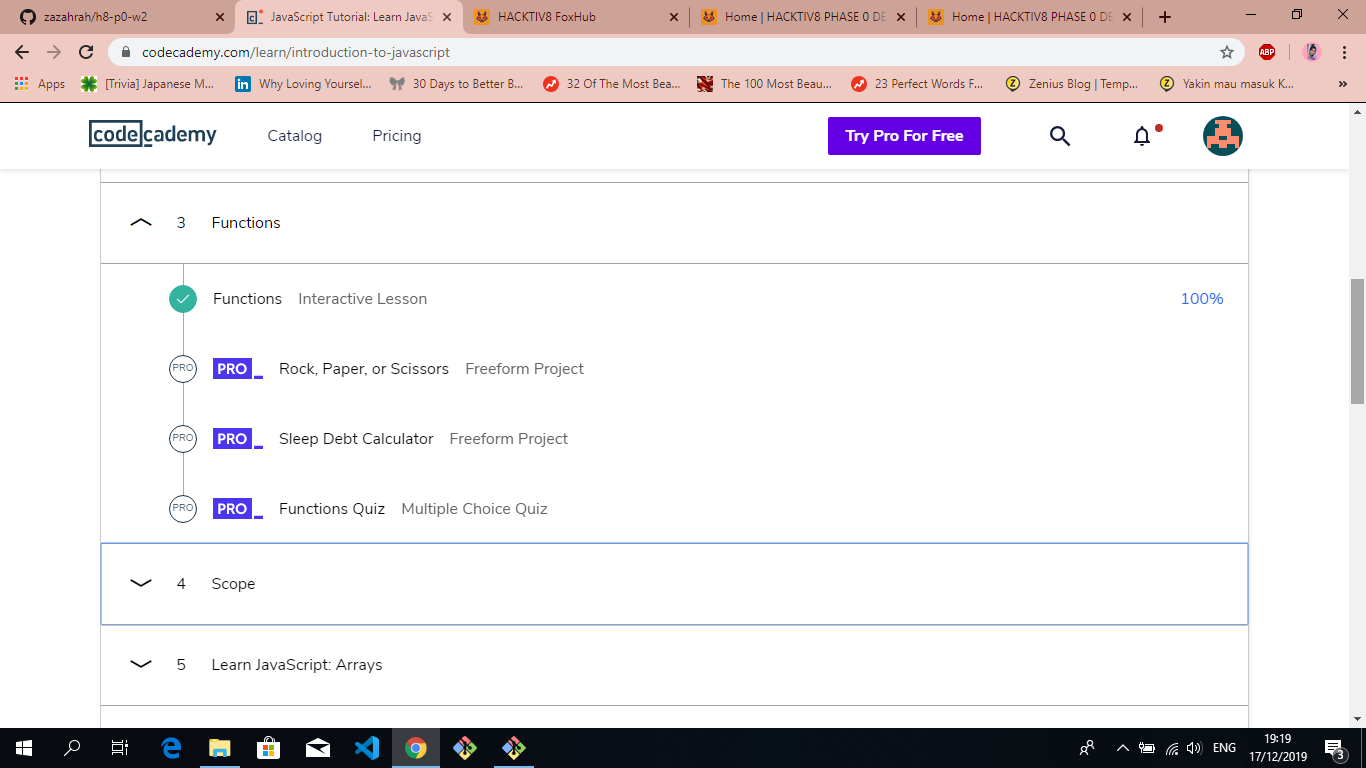 zazahrah/h8-p0-w2
JavaScript Tutorial: Learn JavaS
HACKTIV8 FoxHub
Home | HACKTIV8 PHASE 0 DE
Home | HACKTIV8 PHASE 0 DE
codecademy.com/learn/introduction-to-javascript
ABP
Apps
[Trivia] Japanese M...
Why Loving Yoursel...
30 Days to Better B...
32 Of The Most Bea...
The 100 Most Beau...
23 Perfect Words F...
Zenius Blog | Temp...
Yakin mau masuk K...
»
codecademy
Catalog
Pricing
Try Pro For Free
3 Functions
Functions Interactive Lesson 100%
PRO PRO Rock, Paper, or Scissors Freeform Project
PRO PRO Sleep Debt Calculator Freeform Project
PRO PRO Functions Quiz Multiple Choice Quiz
4 Scope
5 Learn JavaScript: Arrays
ENG
19:19
17/12/2019
3